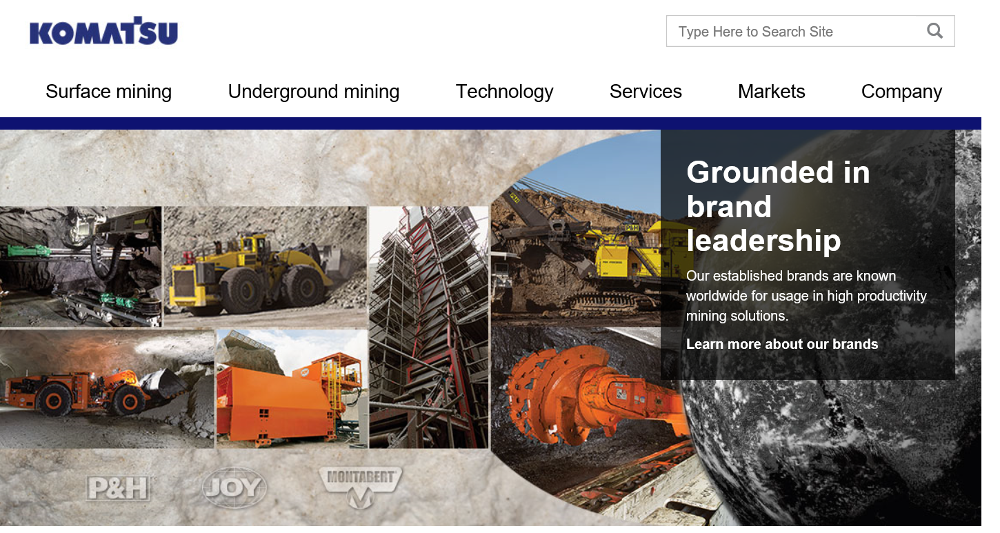 KOMATSU
Type Here to Search Site
Surface mining
Underground mining
Technology
Services
Markets
Company
Grounded in
brand
leadership
Our established brands are known
worldwide for usage in high productivity
mining solutions.
Learn more about our brands
P&H
P&H
P&H
JOY
MONTABERT